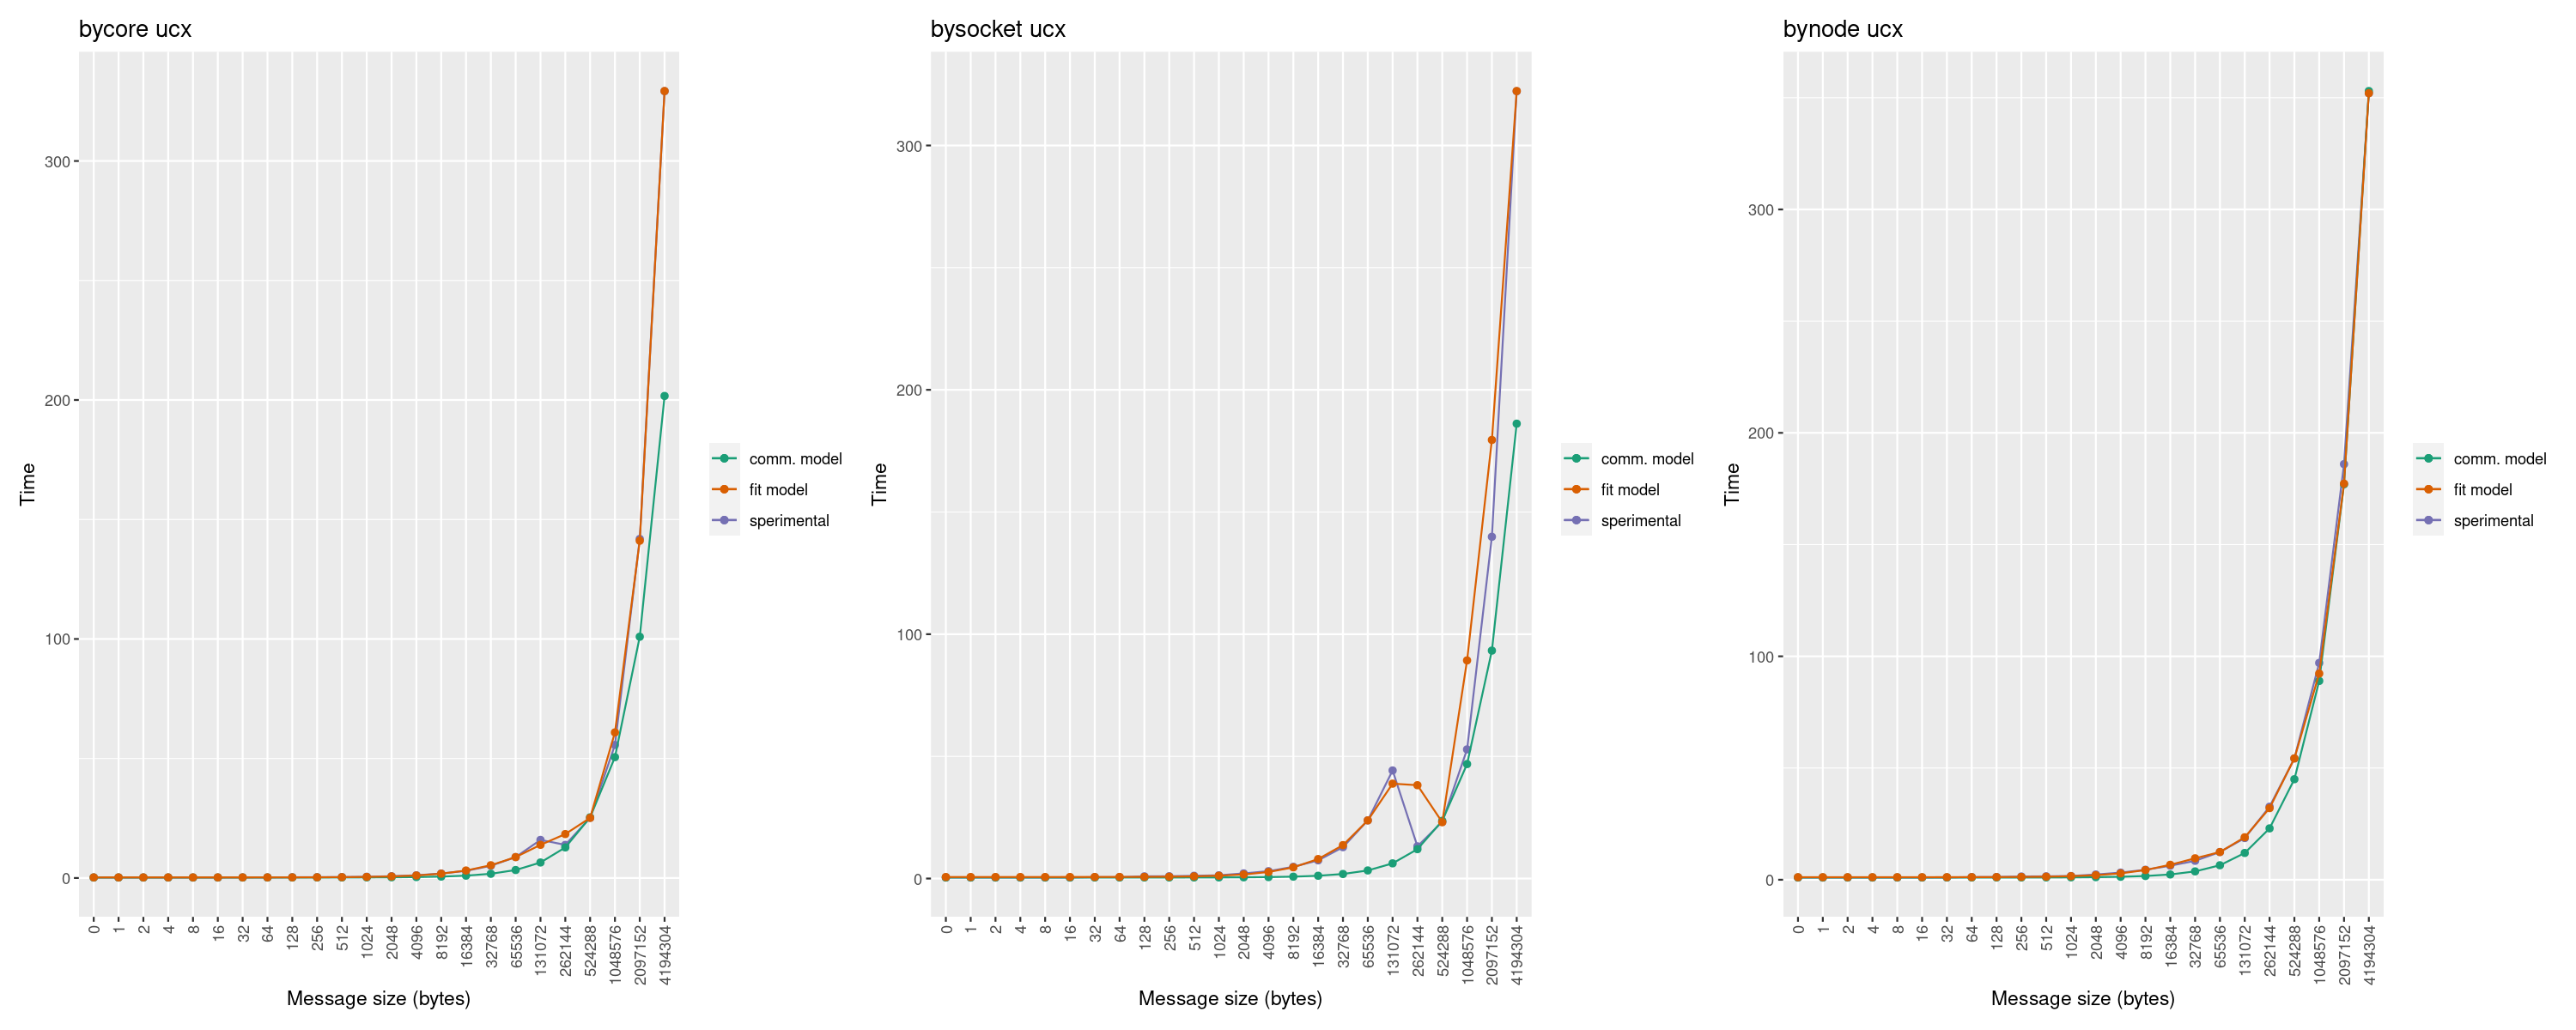 bycore ucx
Time
300
200
100
0
0 1 2 4 8 16 32 64 128 256 512 1024 2048 4096 8192 16384 32768 65536 131072 262144 524288 1048576 2097152 4194304
Message size (bytes)
comm. model
fit model
sperimental
bysocket ucx
Time
300
200
100
0
0 1 2 4 8 16 32 64 128 256 512 1024 2048 4096 8192 16384 32768 65536 131072 262144 524288 1048576 2097152 4194304
Message size (bytes)
comm. model
fit model
sperimental
bynode ucx
Time
300
200
100
0
0 1 2 4 8 16 32 64 128 256 512 1024 2048 4096 8192 16384 32768 65536 131072 262144 524288 1048576 2097152 4194304
Message size (bytes)
comm. model
fit model
sperimental